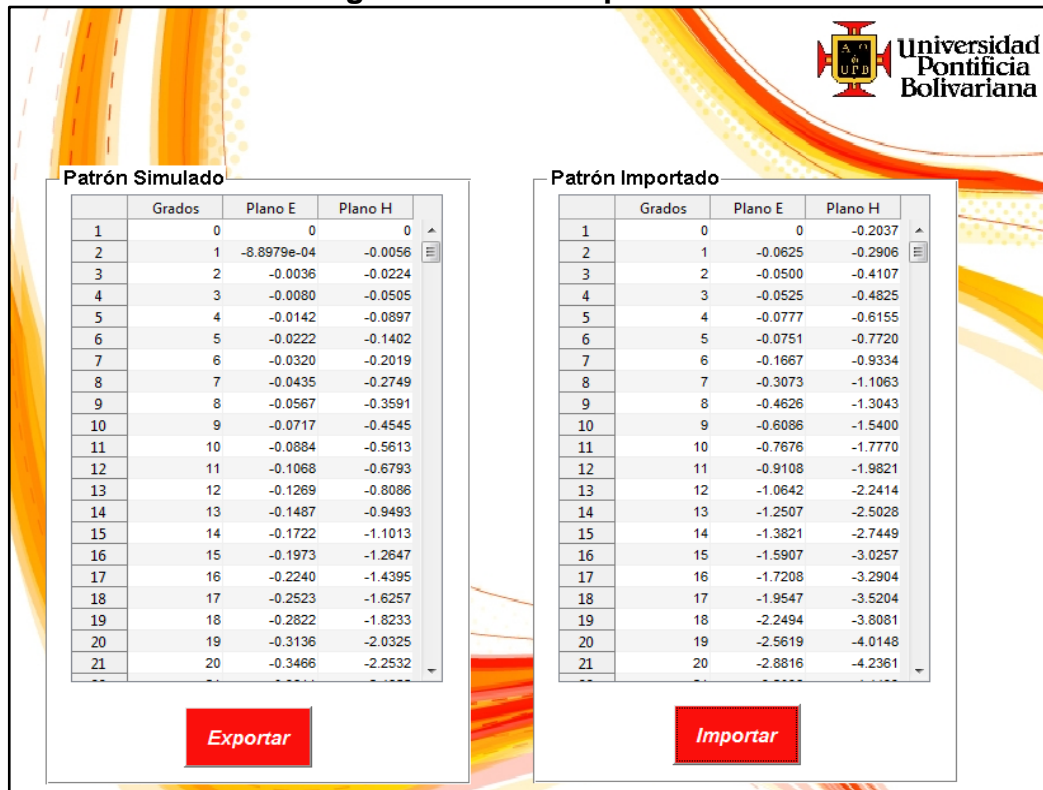 A O
UPB
Universidad
Pontificia
Bolivariana
Patrón Simulado
Grados Plano E Plano H
1 0 0 0
2 1 -8.8979e-04 -0.0056
3 2 -0.0036 -0.0224
4 3 -0.0080 -0.0505
5 4 -0.0142 -0.0897
6 5 -0.0222 -0.1402
7 6 -0.0320 -0.2019
8 7 -0.0435 -0.2749
9 8 -0.0567 -0.3591
10 9 -0.0717 -0.4545
11 10 -0.0884 -0.5613
12 11 -0.1068 -0.6793
13 12 -0.1269 -0.8086
14 13 -0.1487 -0.9493
15 14 -0.1722 -1.1013
16 15 -0.1973 -1.2647
17 16 -0.2240 -1.4395
18 17 -0.2523 -1.6257
19 18 -0.2822 -1.8233
20 19 -0.3136 -2.0325
21 20 -0.3466 -2.2532
Exportar
Patrón Importado
Grados Plano E Plano H
1 0 0 -0.2037
2 1 -0.0625 -0.2906
3 2 -0.0500 -0.4107
4 3 -0.0525 -0.4825
5 4 -0.0777 -0.6155
6 5 -0.0751 -0.7720
7 6 -0.1667 -0.9334
8 7 -0.3073 -1.1063
9 8 -0.4626 -1.3043
10 9 -0.6086 -1.5400
11 10 -0.7676 -1.7770
12 11 -0.9108 -1.9821
13 12 -1.0642 -2.2414
14 13 -1.2507 -2.5028
15 14 -1.3821 -2.7449
16 15 -1.5907 -3.0257
17 16 -1.7208 -3.2904
18 17 -1.9547 -3.5204
19 18 -2.2494 -3.8081
20 19 -2.5619 -4.0148
21 20 -2.8816 -4.2361
Importar